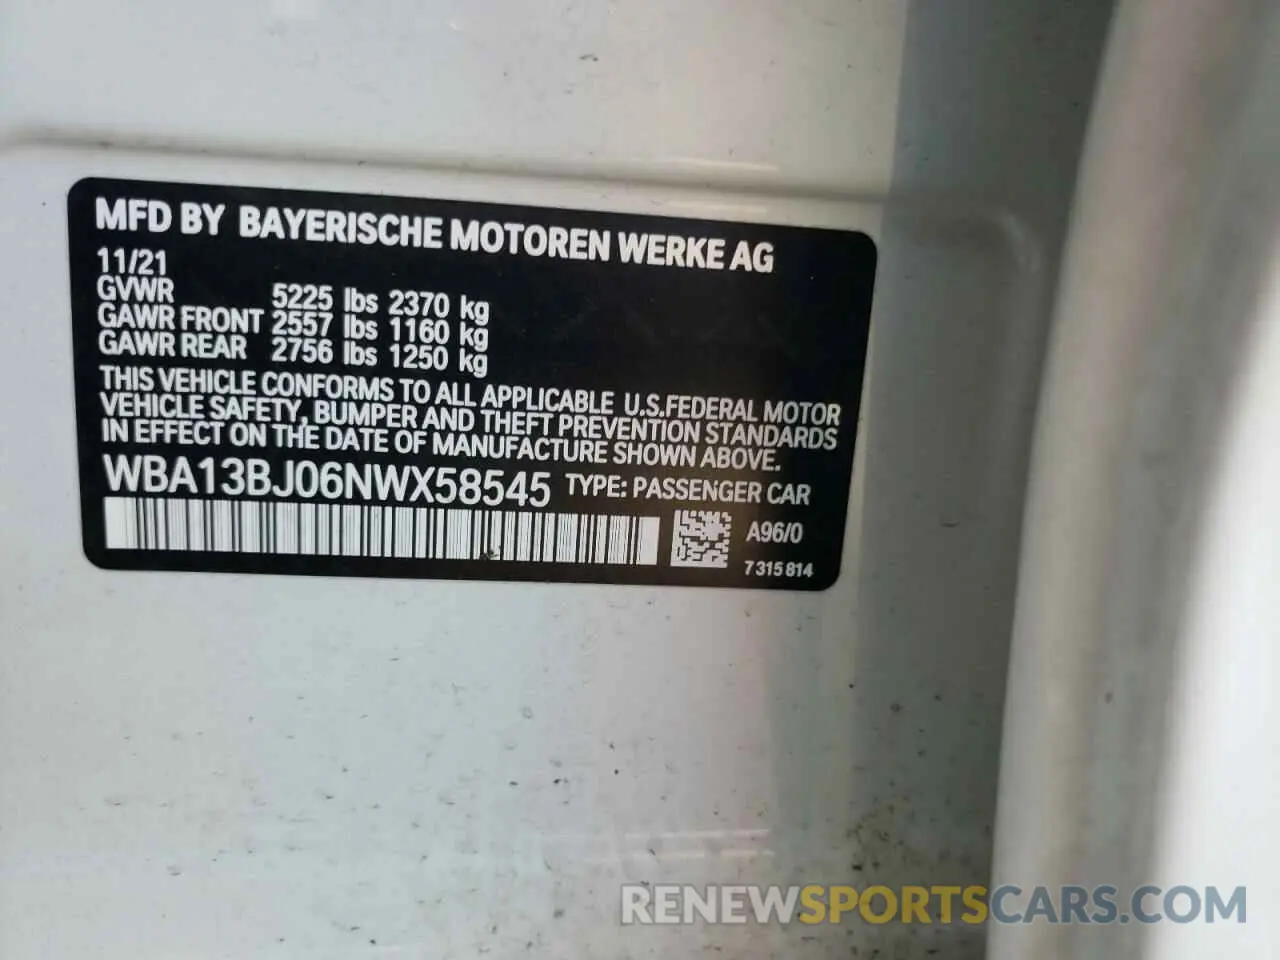 MFD BY BAYERISCHE MOTOREN WERKE AG
11/21
GVWR 5225 lbs 2370 kg
GAWR FRONT 2557 lbs 1160 kg
GAWR REAR 2756 lbs 1250 kg
THIS VEHICLE CONFORMS TO ALL APPLICABLE U.S.FEDERAL MOTOR
VEHICLE SAFETY, BUMPER AND THEFT PREVENTION STANDARDS
IN EFFECT ON THE DATE OF MANUFACTURE SHOWN ABOVE.
WBA13BJ06NWX58545 TYPE: PASSENGER CAR
A96/0
7315814
RENEWSPORTSCARS.COM